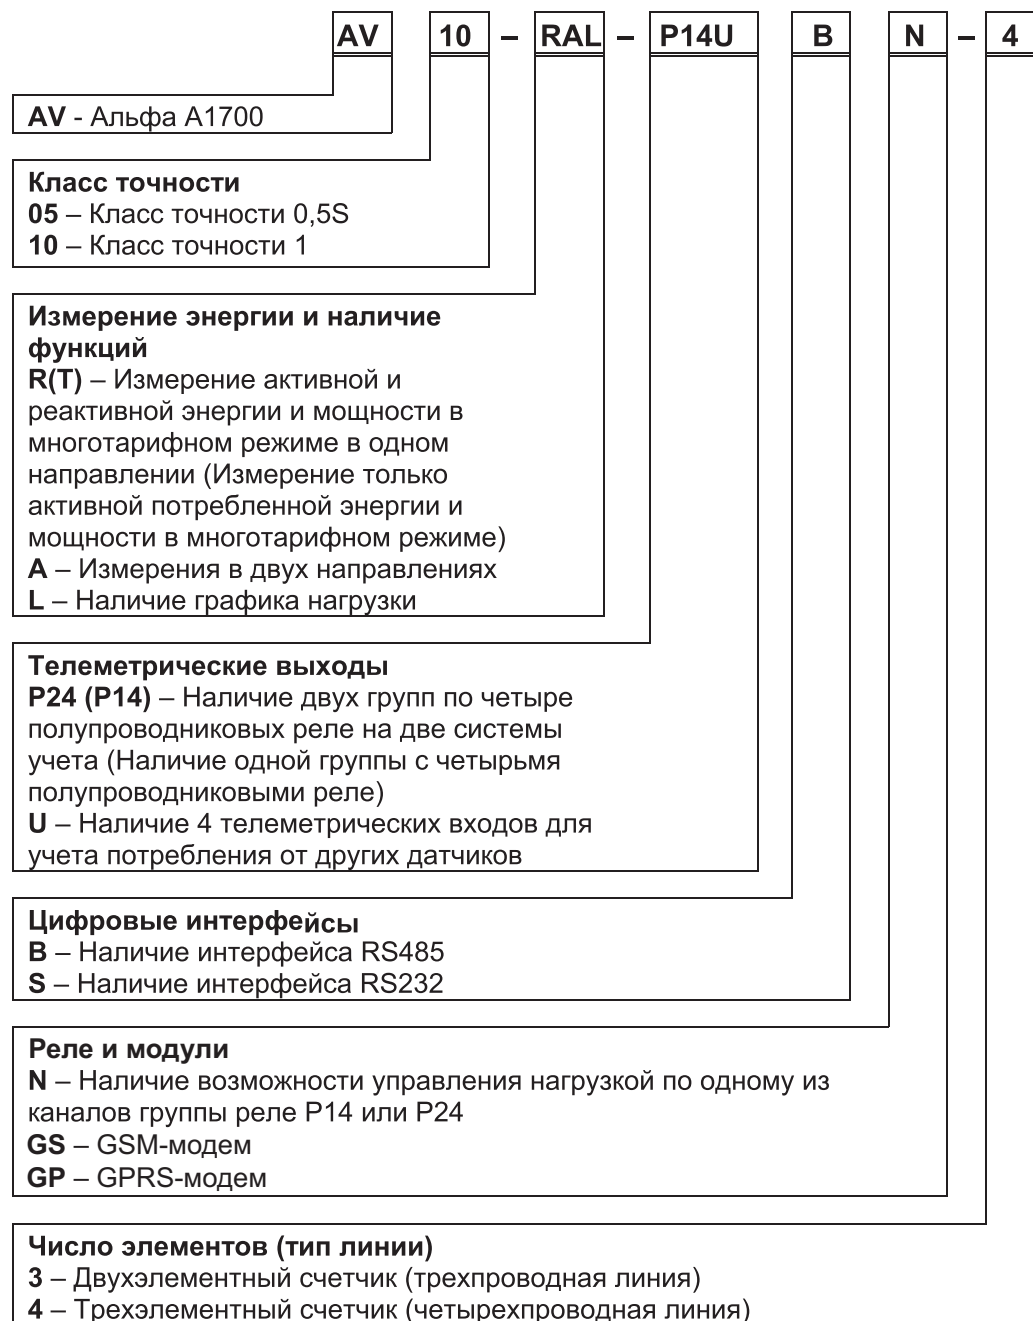 AV 10 – RAL – P14U B N – 4
AV - Альфа А1700
Класс точности
05 – Класс точности 0,5S
10 – Класс точности 1
Измерение энергии и наличие
функций
R(T) – Измерение активной и
реактивной энергии и мощности в
многотарифном режиме в одном
направлении (Измерение только
активной потребленной энергии и
мощности в многотарифном режиме)
A – Измерения в двух направлениях
L – Наличие графика нагрузки
Телеметрические выходы
P24 (P14) – Наличие двух групп по четыре
полупроводниковых реле на две системы
учета (Наличие одной группы с четырьмя
полупроводниковыми реле)
U – Наличие 4 телеметрических входов для
учета потребления от других датчиков
Цифровые интерфейсы
B – Наличие интерфейса RS485
S – Наличие интерфейса RS232
Реле и модули
N – Наличие возможности управления нагрузкой по одному из
каналов группы реле P14 или P24
GS – GSM-модем
GP – GPRS-модем
Число элементов (тип линии)
3 – Двухэлементный счетчик (трехпроводная линия)
4 – Трехэлементный счетчик (четырехпроводная линия)